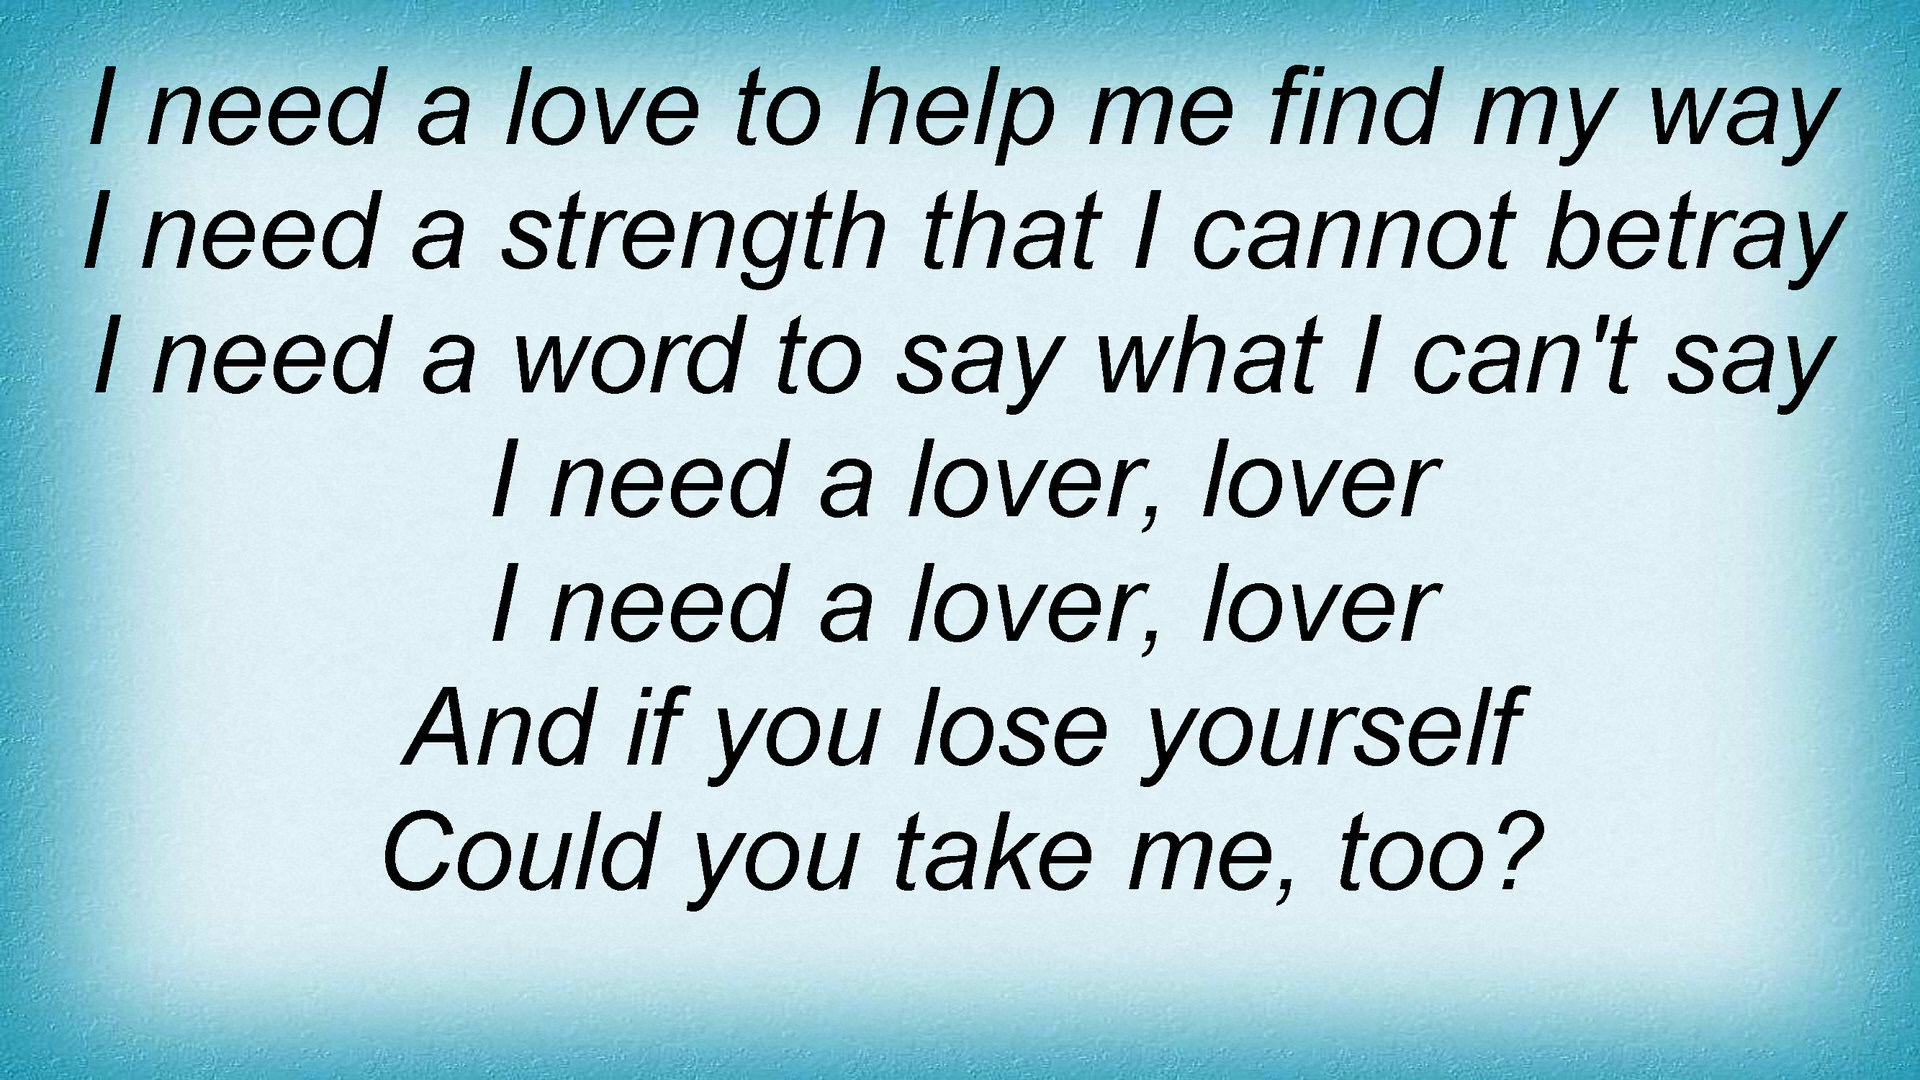 I need a love to help me find my way
I need a strength that I cannot betray
I need a word to say what I can't say
I need a lover, lover
I need a lover, lover
And if you lose yourself
Could you take me, too?